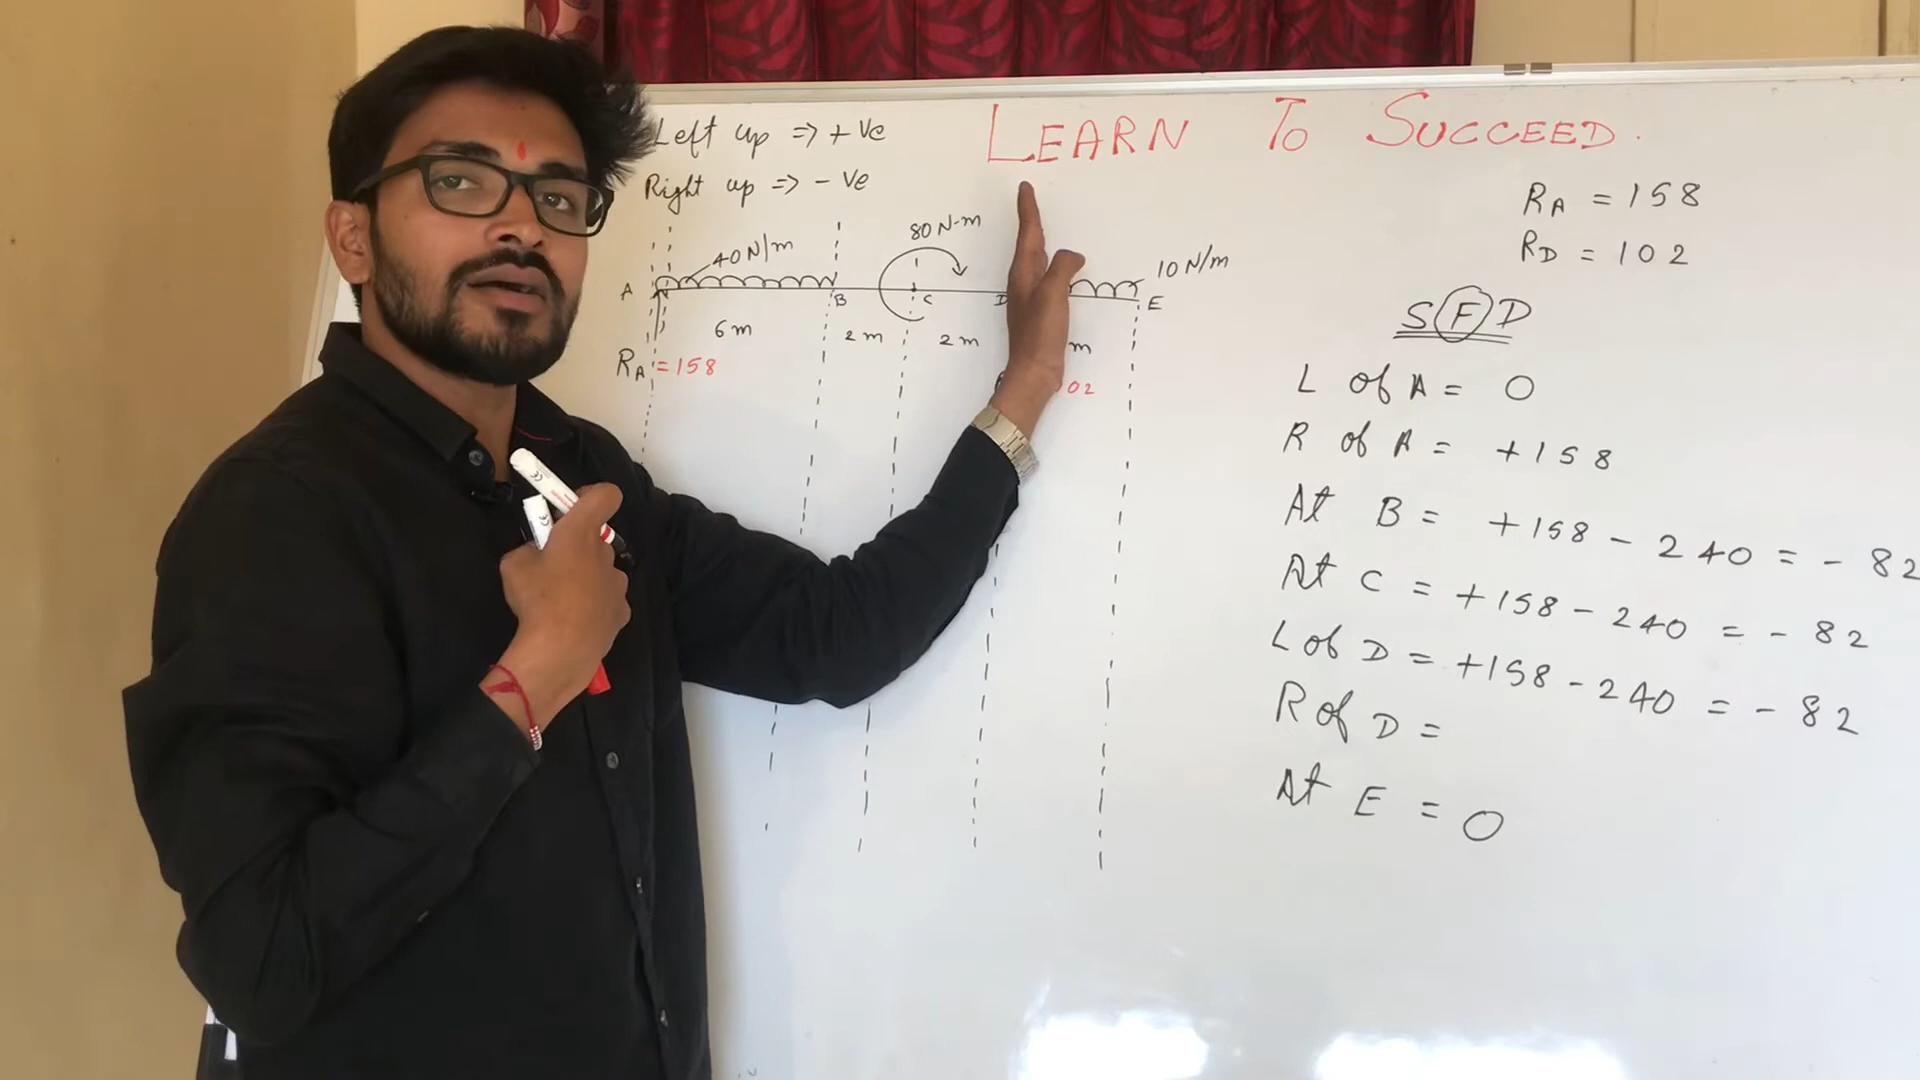 LEARN TO SUCCEED.
Left up => + ve
Right up => - ve
40 N/m
80 N-m
10 N/m
A B C D E
6 m 2 m 2 m m
RA = 158
02
RA = 158
RD = 102
SFD
L of A = 0
R of A = +158
At B = +158 - 240 = - 82
At C = +158 - 240 = - 82
L of D = +158 - 240 = - 82
R of D =
At E = 0